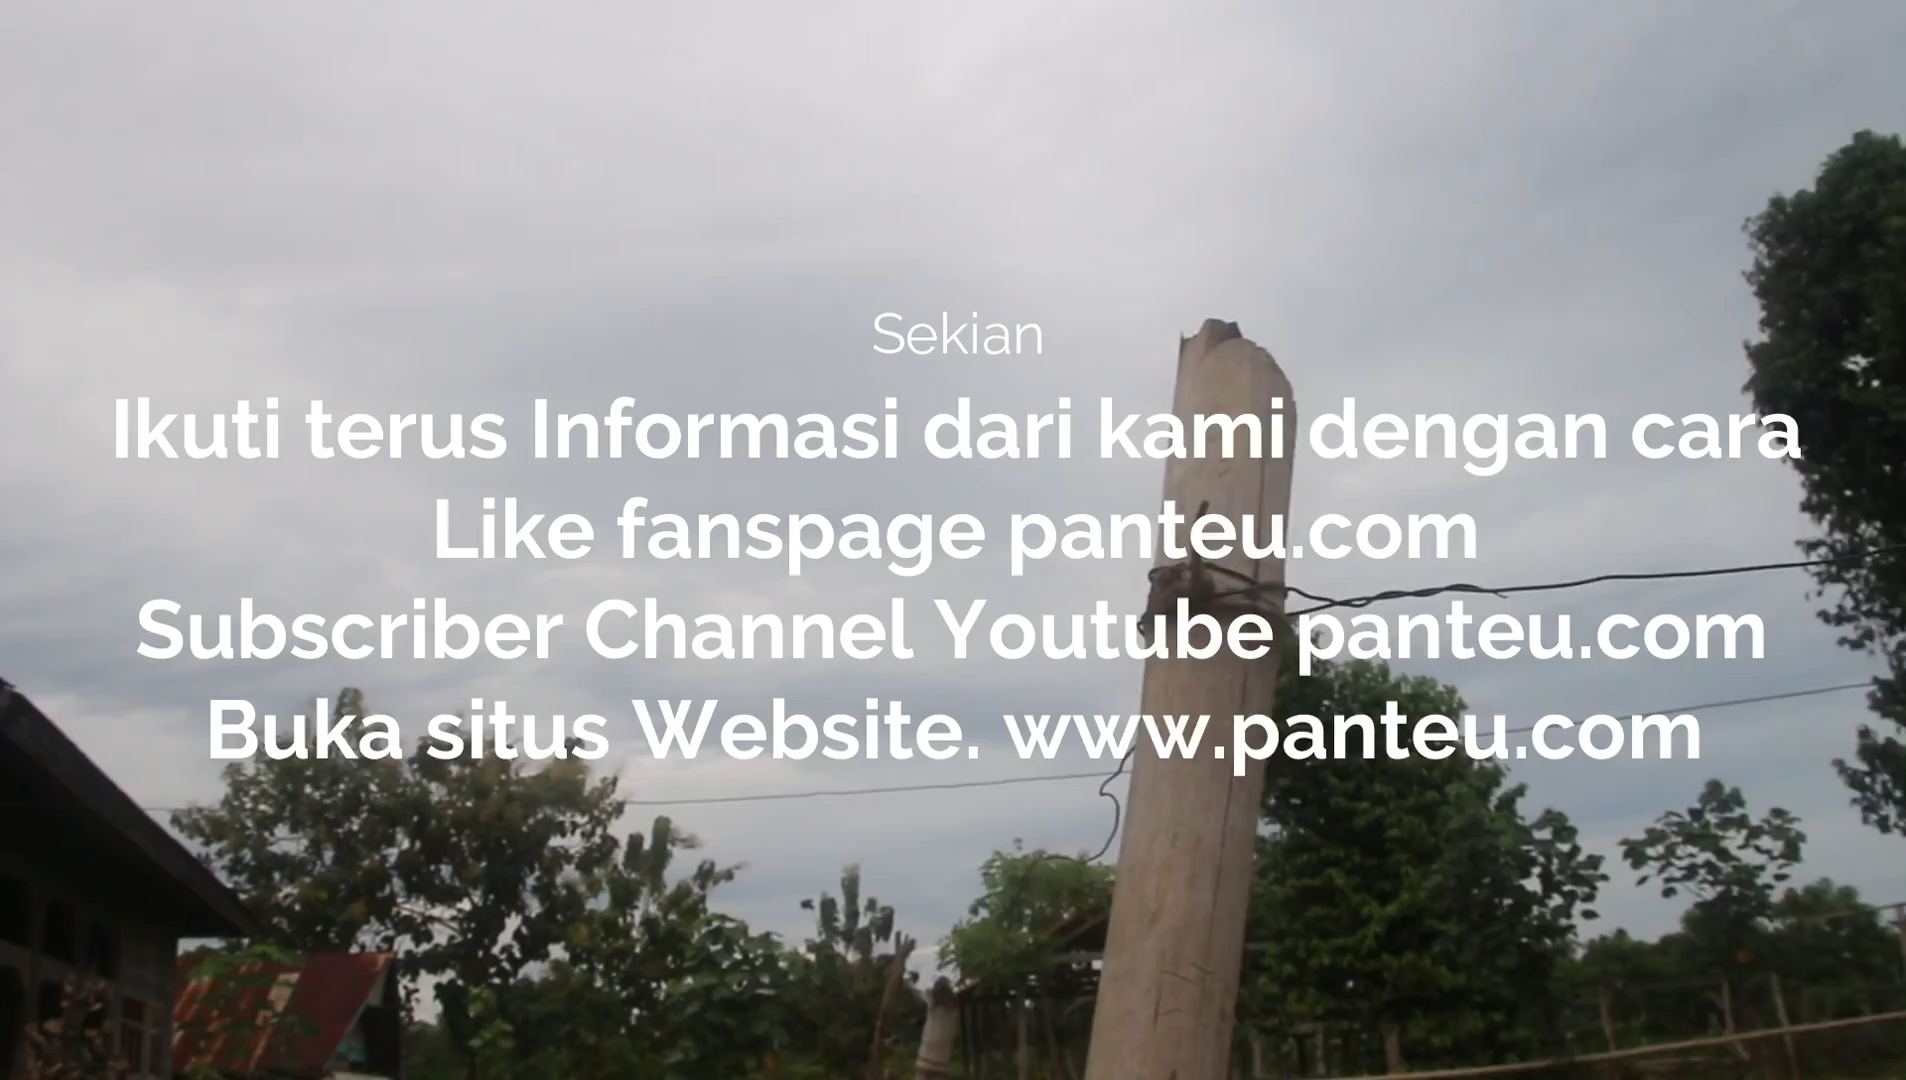 Sekian
Ikuti terus Informasi dari kami dengan cara
Like fanspage panteu.com
Subscriber Channel Youtube panteu.com
Buka situs Website. www.panteu.com